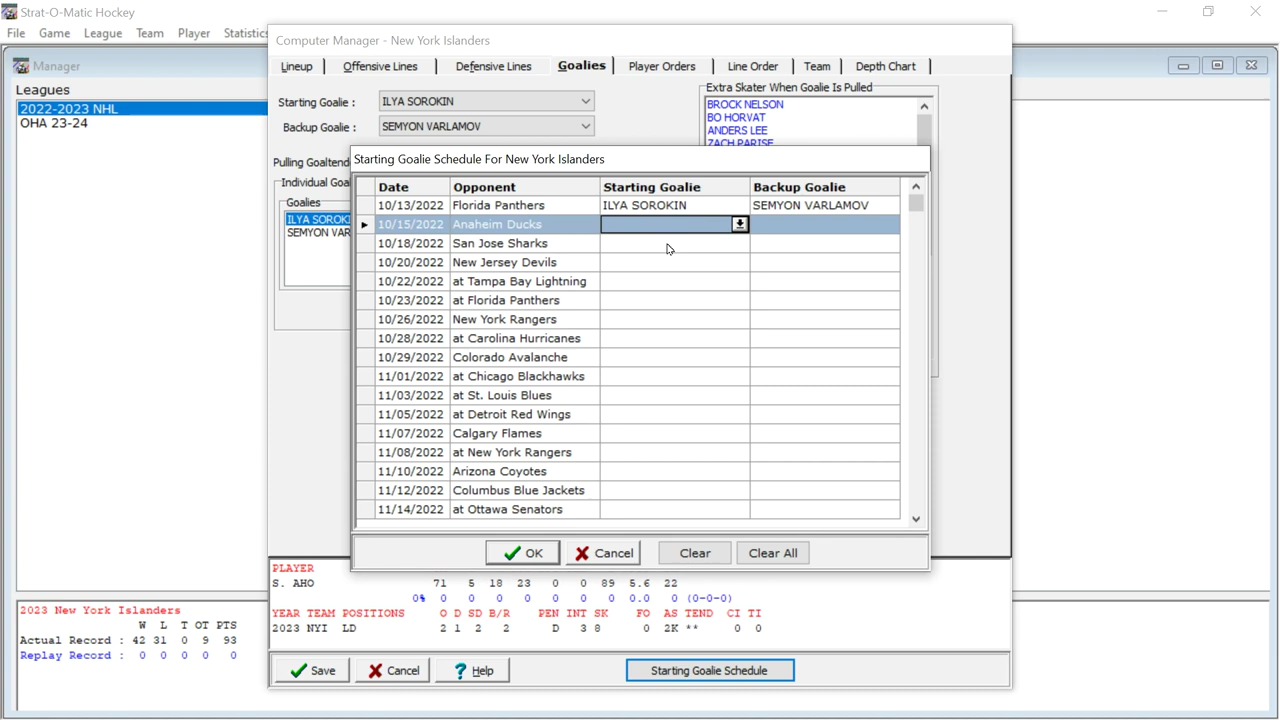 Strat-O-Matic Hockey
File Game League Team Player Statistics
Manager
Leagues
2022-2023 NHL
OHA 23-24
Computer Manager - New York Islanders
Lineup Offensive Lines Defensive Lines Goalies Player Orders Line Order Team Depth Chart
Starting Goalie : ILYA SOROKIN
Backup Goalie : SEMYON VARLAMOV
Extra Skater When Goalie Is Pulled
BROCK NELSON
BO HORVAT
ANDERS LEE
ZACH PARISE
Pulling Goaltend
Individual Goal
Goalies
ILYA SOROKI
SEMYON VAR
Starting Goalie Schedule For New York Islanders
Date Opponent Starting Goalie Backup Goalie
10/13/2022 Florida Panthers ILYA SOROKIN SEMYON VARLAMOV
10/15/2022 Anaheim Ducks
10/18/2022 San Jose Sharks
10/20/2022 New Jersey Devils
10/22/2022 at Tampa Bay Lightning
10/23/2022 at Florida Panthers
10/26/2022 New York Rangers
10/28/2022 at Carolina Hurricanes
10/29/2022 Colorado Avalanche
11/01/2022 at Chicago Blackhawks
11/03/2022 at St. Louis Blues
11/05/2022 at Detroit Red Wings
11/07/2022 Calgary Flames
11/08/2022 at New York Rangers
11/10/2022 Arizona Coyotes
11/12/2022 Columbus Blue Jackets
11/14/2022 at Ottawa Senators
OK Cancel Clear Clear All
PLAYER
S. AHO 71 5 18 23 0 0 89 5.6 22
0% 0 0 0 0 0 0 0.0 0 (0-0-0)
YEAR TEAM POSITIONS O D SD B/R PEN INT SK FO AS TEND CI TI
2023 NYI LD 2 1 2 2 D 3 8 0 2K ** 0 0
2023 New York Islanders
W L T OT PTS
Actual Record : 42 31 0 9 93
Replay Record : 0 0 0 0 0
Save Cancel Help Starting Goalie Schedule